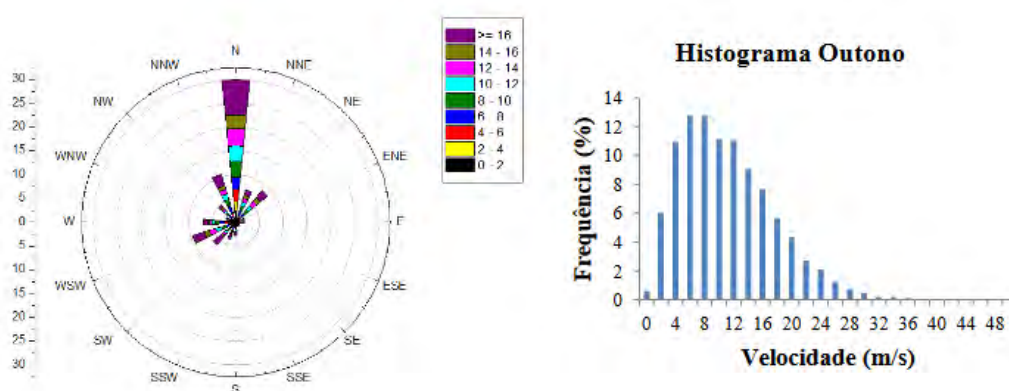 >= 16
14 - 16
12 - 14
10 - 12
8 - 10
6 8
4 - 6
2 - 4
0 - 2
N
NNE
NE
ENE
E
ESE
SE
SSE
S
SSW
SW
WSW
W
WNW
NW
NNW
30
25
20
15
10
5
0
5
10
15
20
25
30
Histograma Outono
Frequência (%)
14
12
10
8
6
4
2
0
0 4 8 12 16 20 24 28 32 36 40 44 48
Velocidade (m/s)